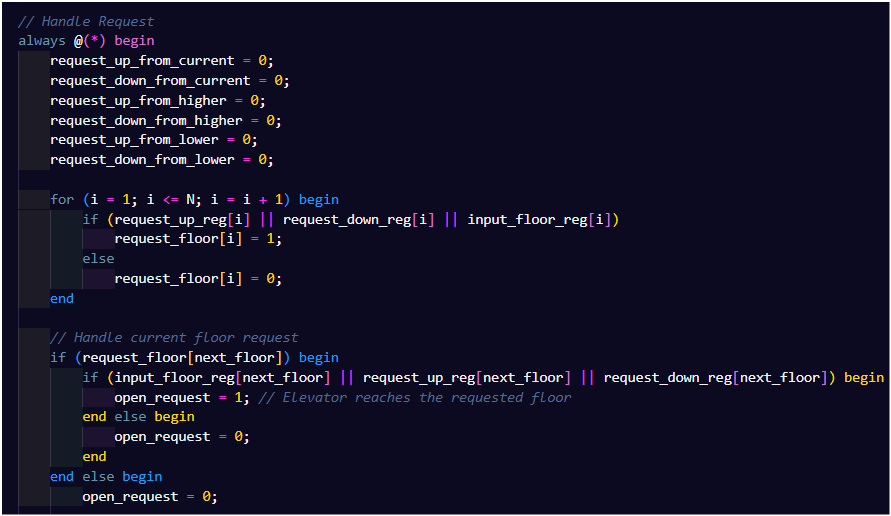 // Handle Request
always @(*) begin
    request_up_from_current = 0;
    request_down_from_current = 0;
    request_up_from_higher = 0;
    request_down_from_higher = 0;
    request_up_from_lower = 0;
    request_down_from_lower = 0;

    for (i = 1; i <= N; i = i + 1) begin
        if (request_up_reg[i] || request_down_reg[i] || input_floor_reg[i])
            request_floor[i] = 1;
        else
            request_floor[i] = 0;
    end

    // Handle current floor request
    if (request_floor[next_floor]) begin
        if (input_floor_reg[next_floor] || request_up_reg[next_floor] || request_down_reg[next_floor]) begin
            open_request = 1; // Elevator reaches the requested floor
        end else begin
            open_request = 0;
        end
    end else begin
        open_request = 0;